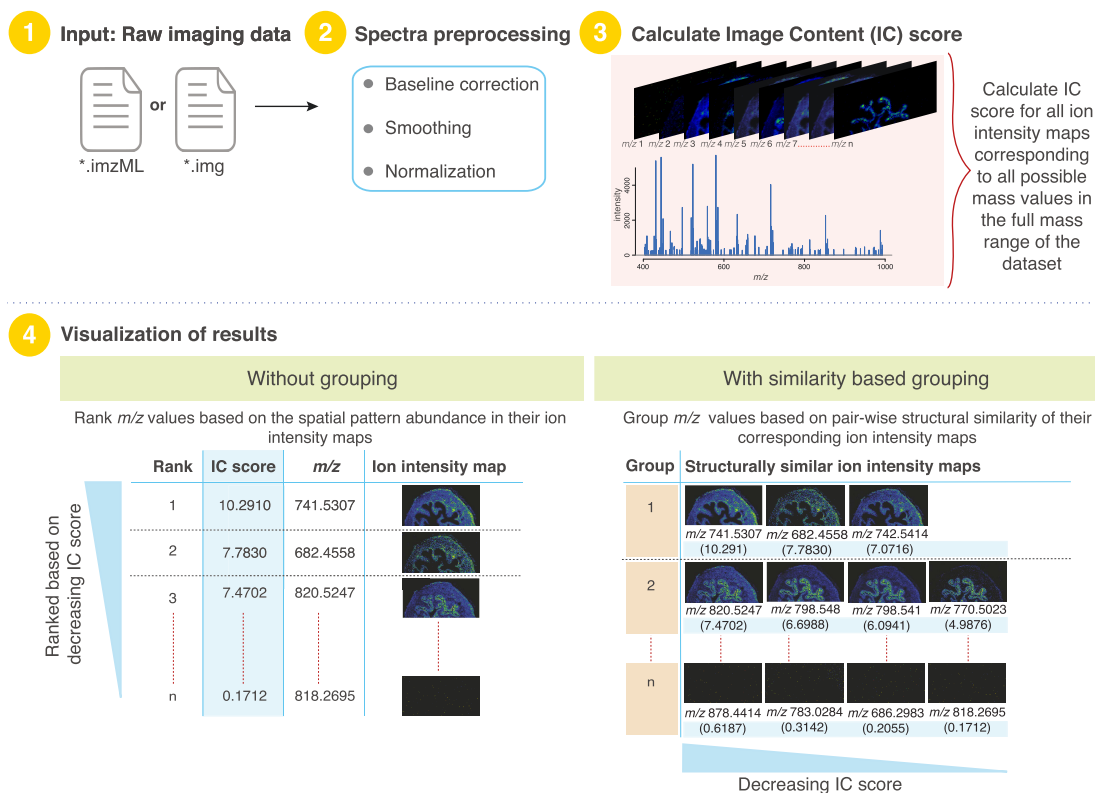 1
Input: Raw imaging data
*.imzML
or
*.img
2
Spectra preprocessing
Baseline correction
Smoothing
Normalization
3
Calculate Image Content (IC) score
m/z 1 m/z 2 m/z 3 m/z 4 m/z 5 m/z 6 m/z 7 m/z n
intensity
4000
2000
0
400 600 800 1000
m/z
Calculate IC
score for all ion
intensity maps
corresponding
to all possible
mass values in
the full mass
range of the
dataset
4
Visualization of results
Without grouping
Rank m/z values based on the spatial pattern abundance in their ion
intensity maps
Ranked based on
decreasing IC score
Rank IC score m/z Ion intensity map
1 10.2910 741.5307
2 7.7830 682.4558
3 7.4702 820.5247
n 0.1712 818.2695
With similarity based grouping
Group m/z values based on pair-wise structural similarity of their
corresponding ion intensity maps
Group Structurally similar ion intensity maps
1
m/z 741.5307 m/z 682.4558 m/z 742.5414
(10.291) (7.7830) (7.0716)
2
m/z 820.5247 m/z 798.548 m/z 798.541 m/z 770.5023
(7.4702) (6.6988) (6.0941) (4.9876)
n
m/z 878.4414 m/z 783.0284 m/z 686.2983 m/z 818.2695
(0.6187) (0.3142) (0.2055) (0.1712)
Decreasing IC score